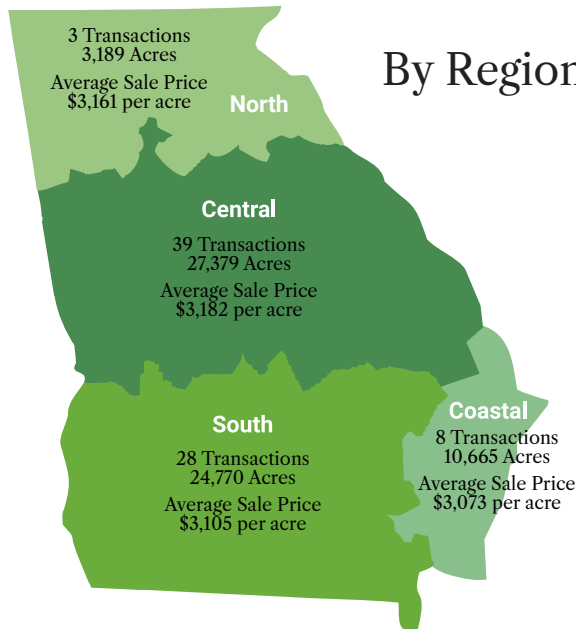 By Region
3 Transactions
3,189 Acres
Average Sale Price
$3,161 per acre
North
Central
39 Transactions
27,379 Acres
Average Sale Price
$3,182 per acre
South
28 Transactions
24,770 Acres
Average Sale Price
$3,105 per acre
Coastal
8 Transactions
10,665 Acres
Average Sale Price
$3,073 per acre